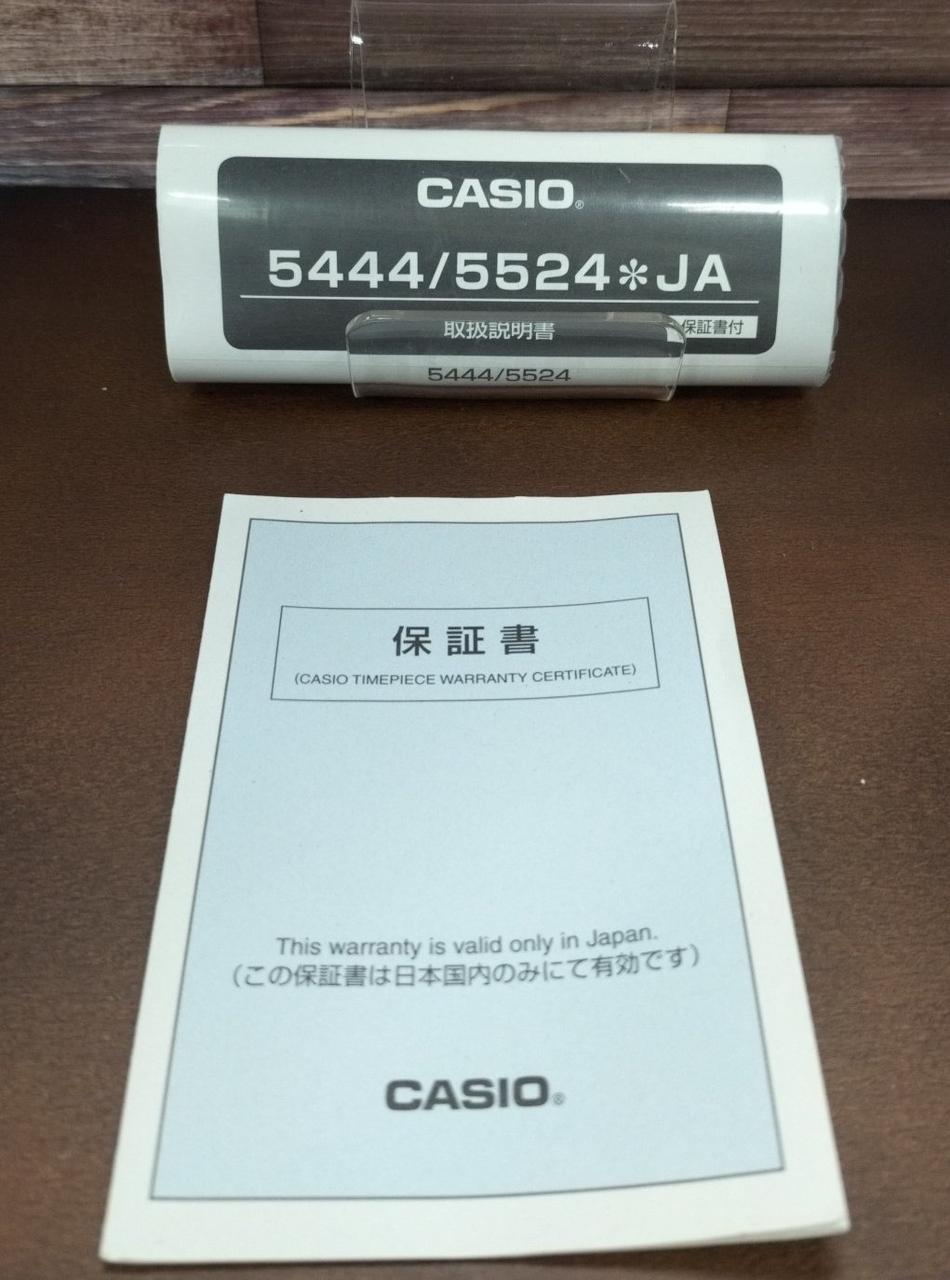 CASIO®
5444/5524✼JA
取扱説明書
保証書付
5444/5524
保証書
(CASIO TIMEPIECE WARRANTY CERTIFICATE)
This warranty is valid only in Japan.
(この保証書は日本国内のみにて有効です)
CASIO®